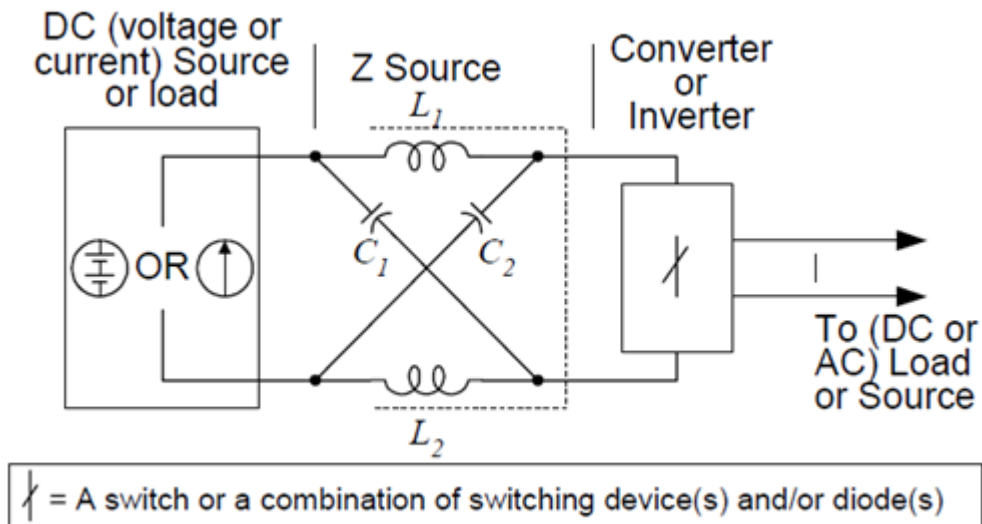 DC (voltage or
current) Source
or load
Z Source
Converter
or
Inverter
L1
C1
C2
OR
L2
To (DC or
AC) Load
or Source
= A switch or a combination of switching device(s) and/or diode(s)